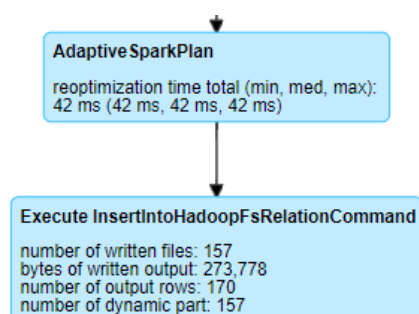 AdaptiveSparkPlan
reoptimization time total (min, med, max):
42 ms (42 ms, 42 ms, 42 ms)
Execute InsertIntoHadoopFsRelationCommand
number of written files: 157
bytes of written output: 273,778
number of output rows: 170
number of dynamic part: 157